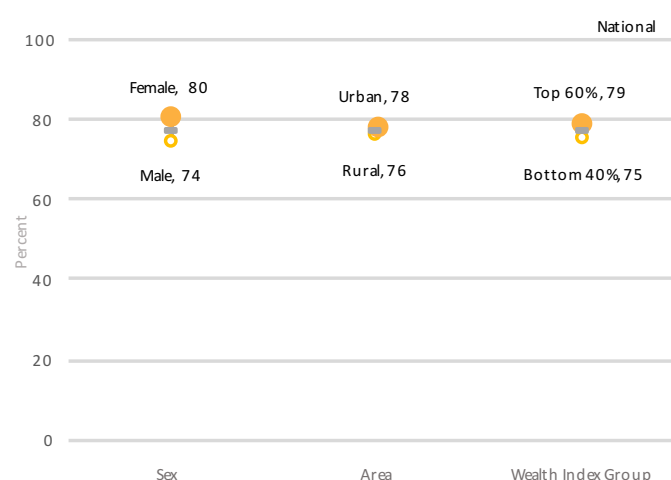 National
100
Female, 80
Urban, 78
Top 60%, 79
80
Male, 74
Rural, 76
Bottom 40%, 75
60
Percent
40
20
0
Sex
Area
Wealth Index Group